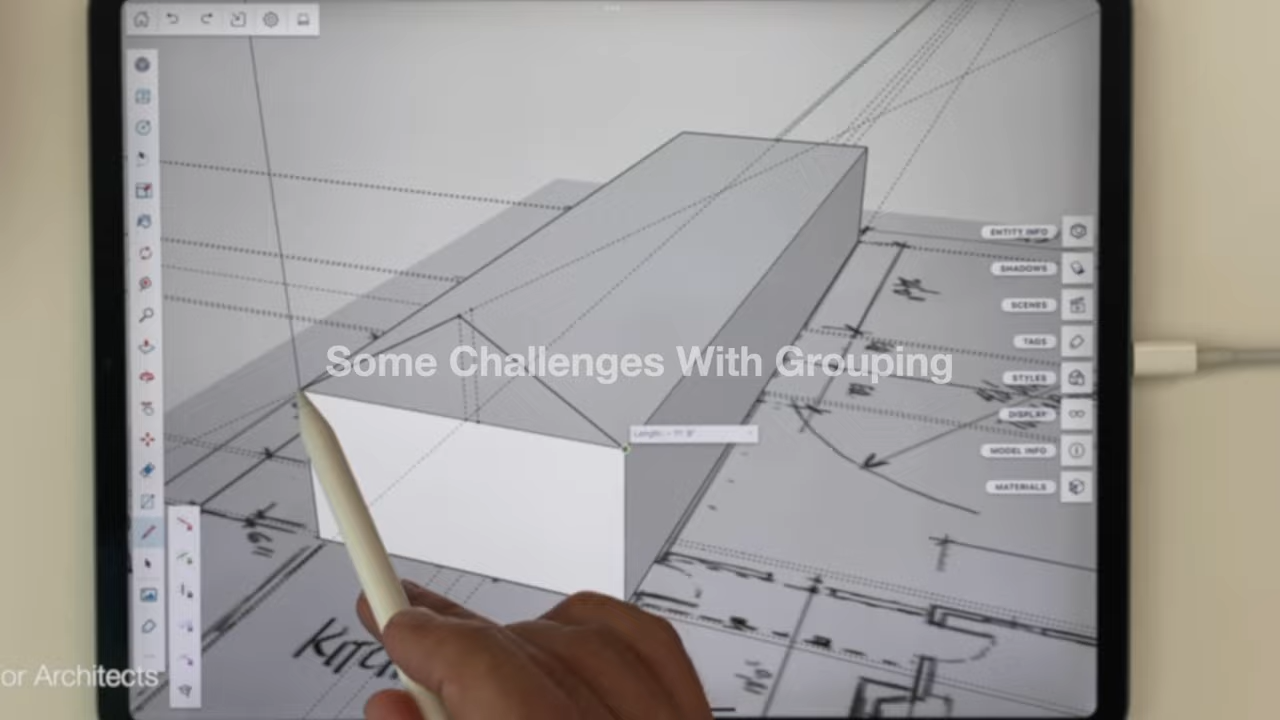 ENTITY INFO
SHADOWS
SCENES
TAGS
Some Challenges With Grouping
STYLES
DISPLAY
MODEL INFO
MATERIALS
or Architects